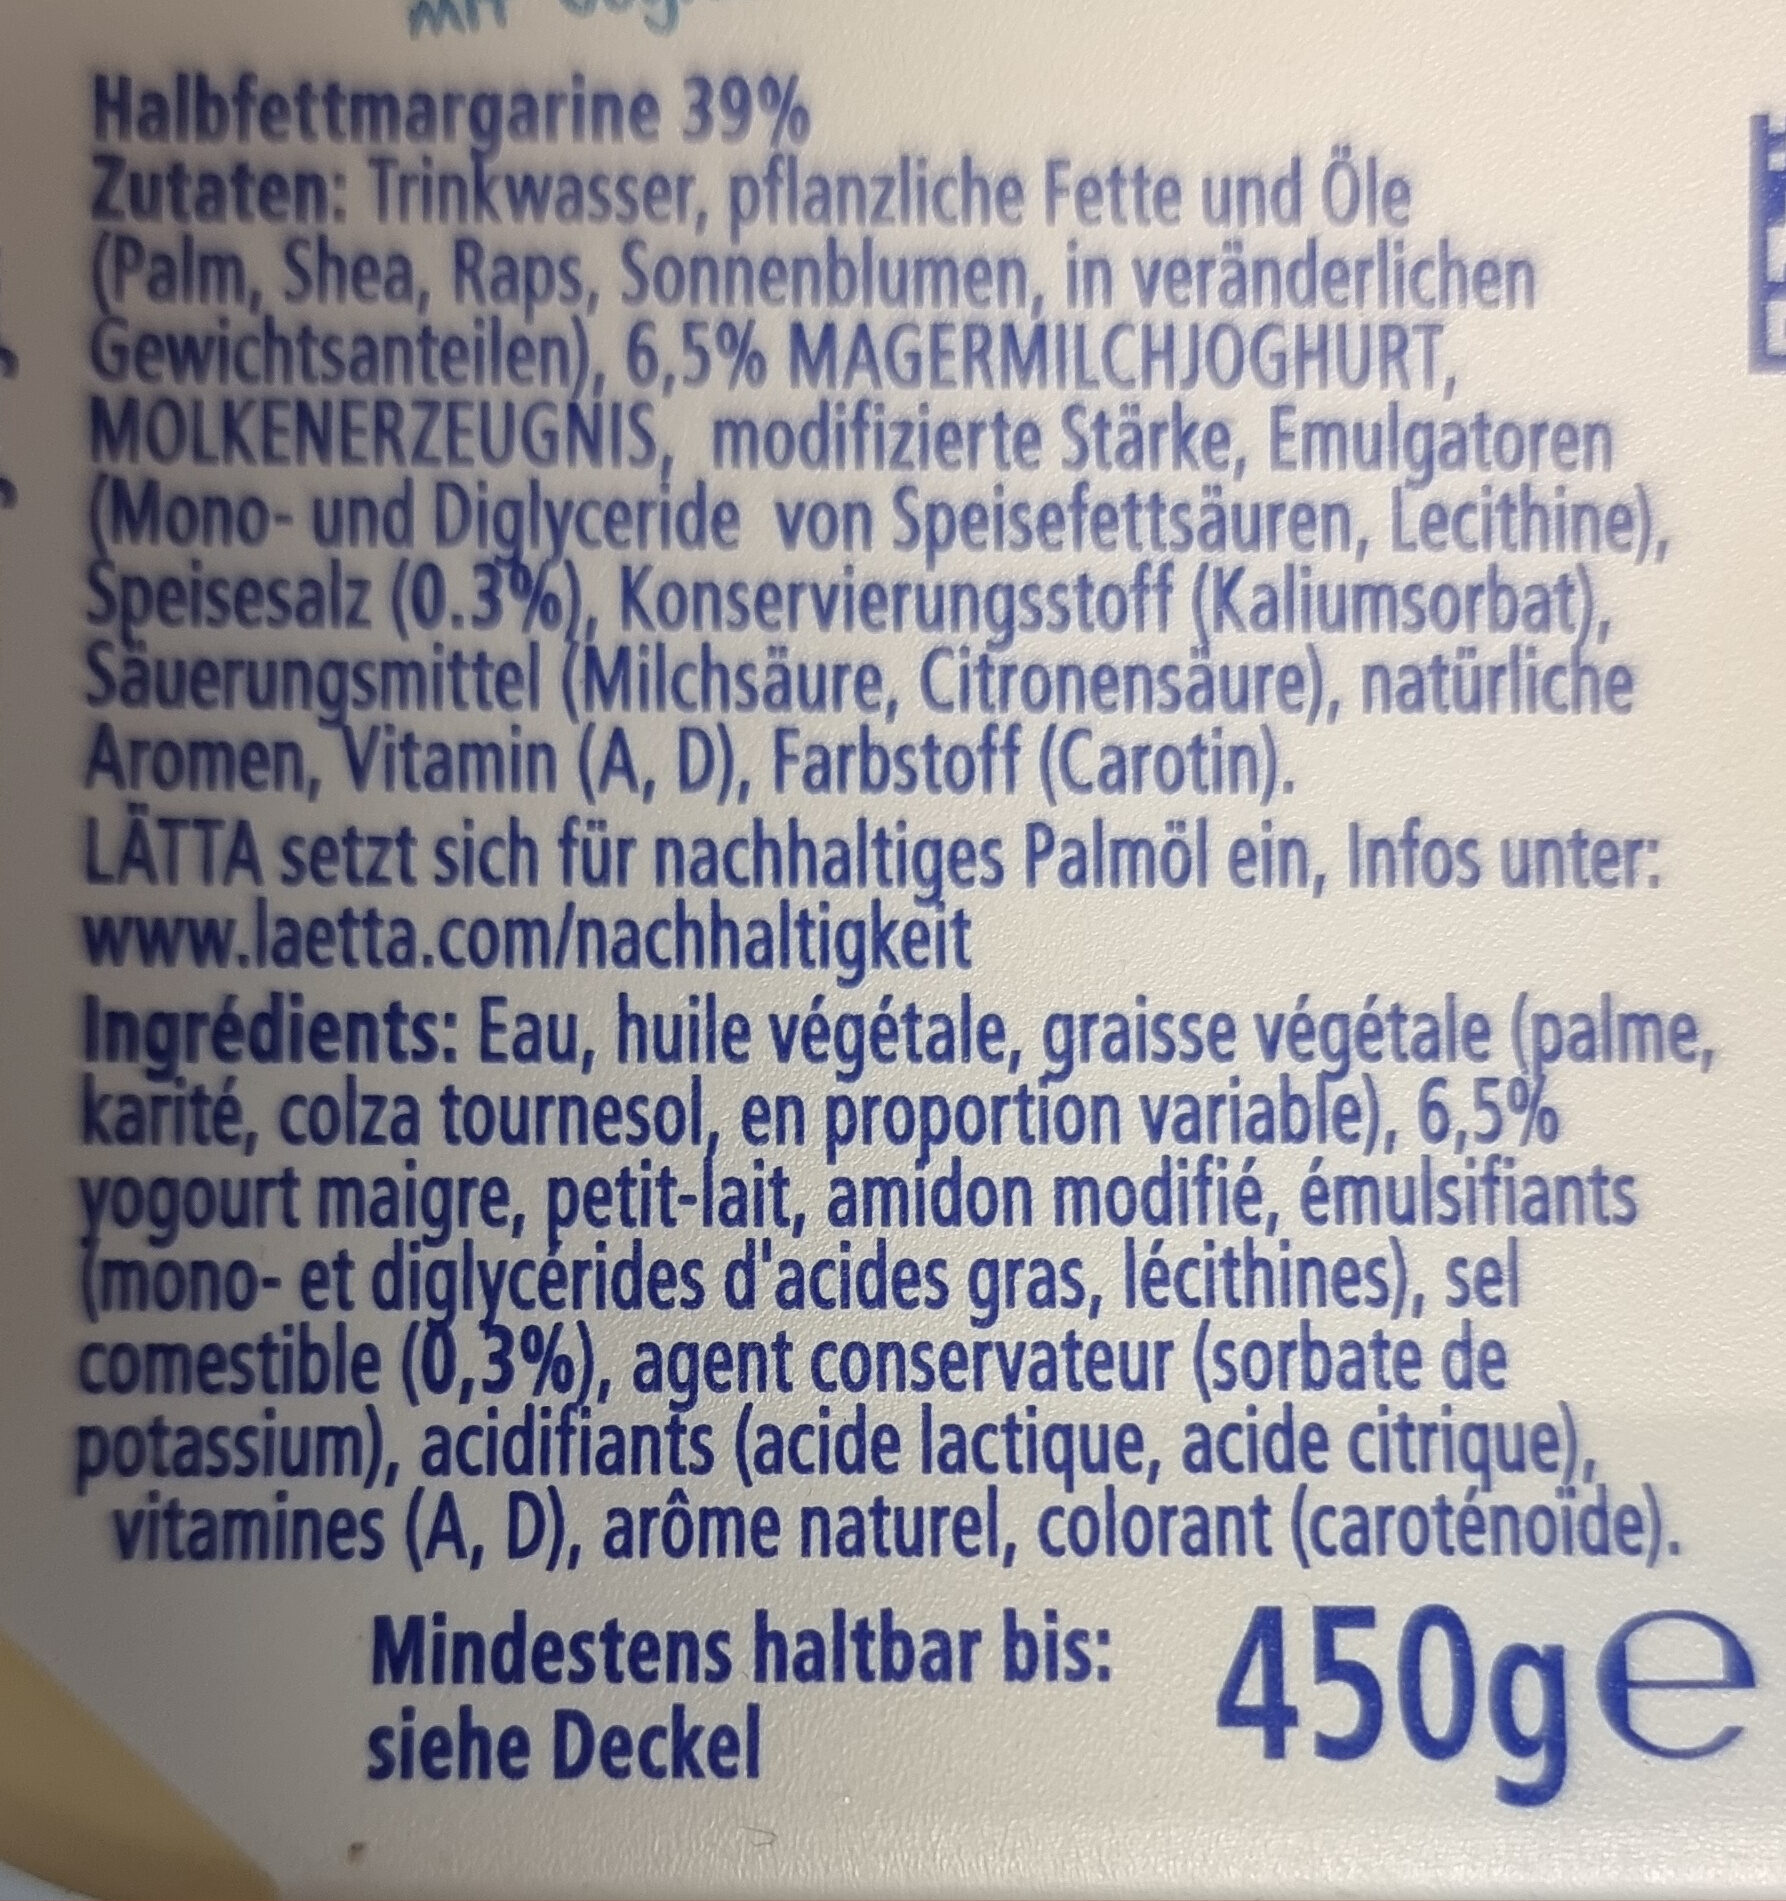 mit
Halbfettmargarine 39%
Zutaten: Trinkwasser, pflanzliche Fette und Öle
(Palm, Shea, Raps, Sonnenblumen, in veränderlichen
Gewichtsanteilen), 6,5% MAGERMILCHJOGHURT,
MOLKENERZEUGNIS, modifizierte Stärke, Emulgatoren
(Mono- und Diglyceride von Speisefettsäuren, Lecithine),
Speisesalz (0.3%), Konservierungsstoff (Kaliumsorbat),
Säuerungsmittel (Milchsäure, Citronensäure), natürliche
Aromen, Vitamin (A, D), Farbstoff (Carotin).
LÄTTA setzt sich für nachhaltiges Palmöl ein, Infos unter:
www.laetta.com/nachhaltigkeit
Ingrédients: Eau, huile végétale, graisse végétale (palme,
karité, colza tournesol, en proportion variable), 6,5%
yogourt maigre, petit-lait, amidon modifié, émulsifiants
(mono- et diglycérides d'acides gras, lécithines), sel
comestible (0,3%), agent conservateur (sorbate de
potassium), acidifiants (acide lactique, acide citrique),
vitamines (A, D), arôme naturel, colorant (caroténoïde).
Mindestens haltbar bis:
siehe Deckel
450g e